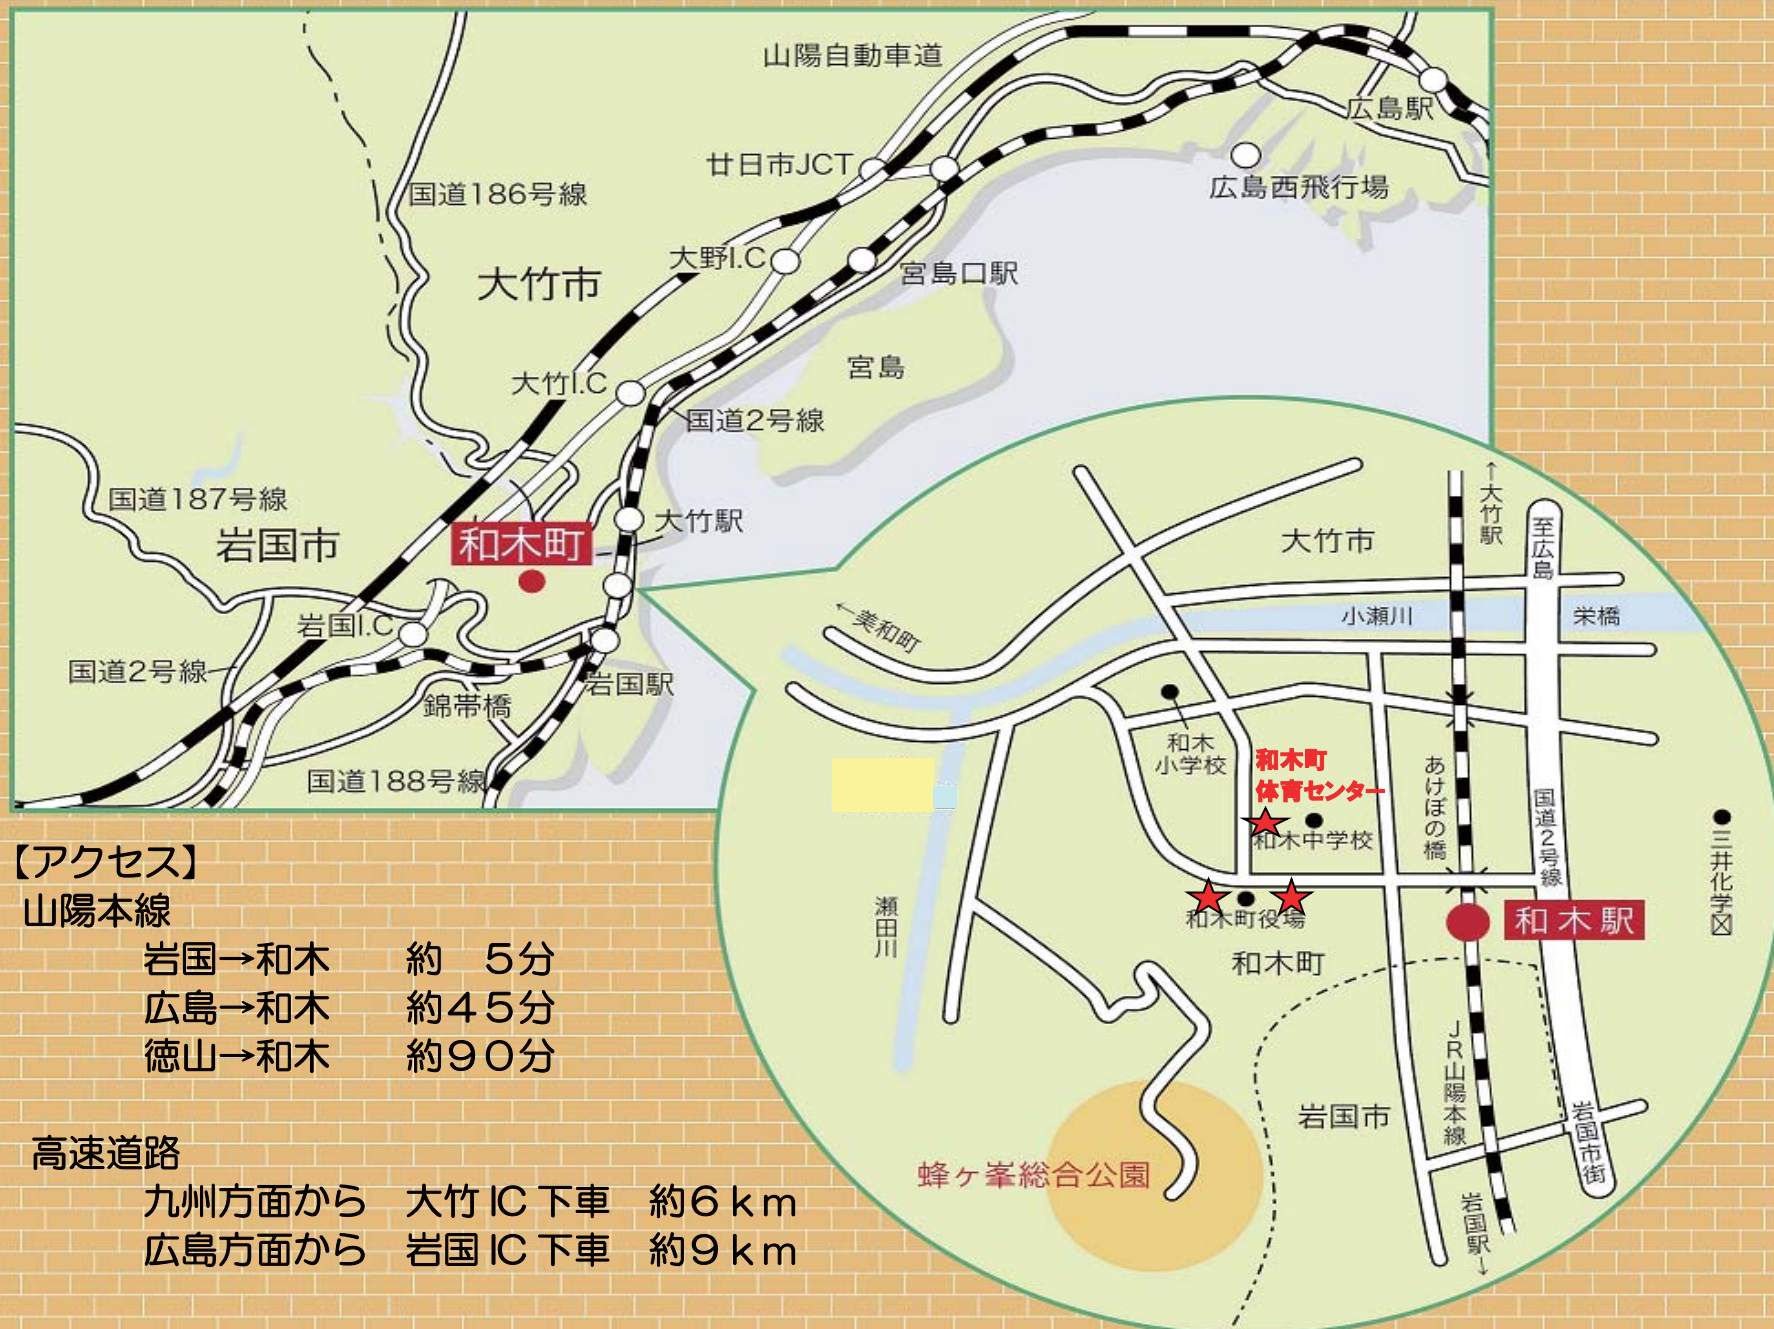 山陽自動車道
広島駅
廿日市JCT
国道186号線
広島西飛行場
大野I.C
宮島口駅
大竹市
宮島
大竹I.C
国道2号線
国道187号線
大竹駅
岩国市
和木町
岩国I.C
国道2号線
岩国駅
錦帯橋
国道188号線
↑大竹駅
至広島
大竹市
小瀬川
栄橋
←美和町
和木
小学校
和木町
体育センター
あけぼの橋
国道2号線
和木中学校
●三井化学
瀬田川
和木町役場
和木駅
和木町
JR山陽本線
岩国市
岩国市街
蜂ヶ峯総合公園
岩国駅↓
【アクセス】
山陽本線
岩国→和木　約　５分
広島→和木　約４５分
徳山→和木　約９０分
高速道路
九州方面から　大竹IC下車　約６ｋｍ
広島方面から　岩国IC下車　約９ｋｍ